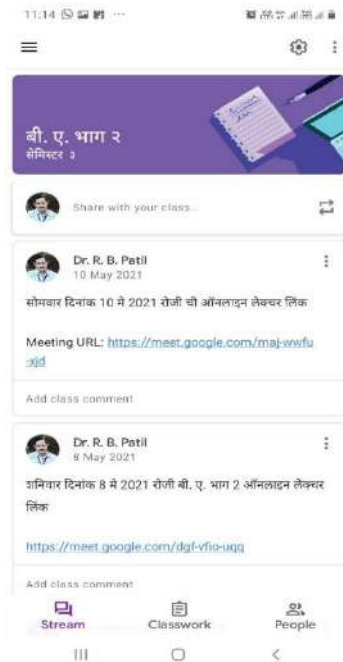 11:14
बी. ए. भाग २
सेमिस्टर ३
Share with your class...
Dr. R. B. Patil
10 May 2021
सोमवार दिनांक 10 मे 2021 रोजी ची ऑनलाइन लेक्चर लिंक
Meeting URL: https://meet.google.com/maj-wwfu
-xjd
Add class comment
Dr. R. B. Patil
8 May 2021
शनिवार दिनांक 8 मे 2021 रोजी बी. ए. भाग 2 ऑनलाइन लेक्चर
लिंक
https://meet.google.com/dgf-vfio-uqq
Add class comment
Stream
Classwork
People